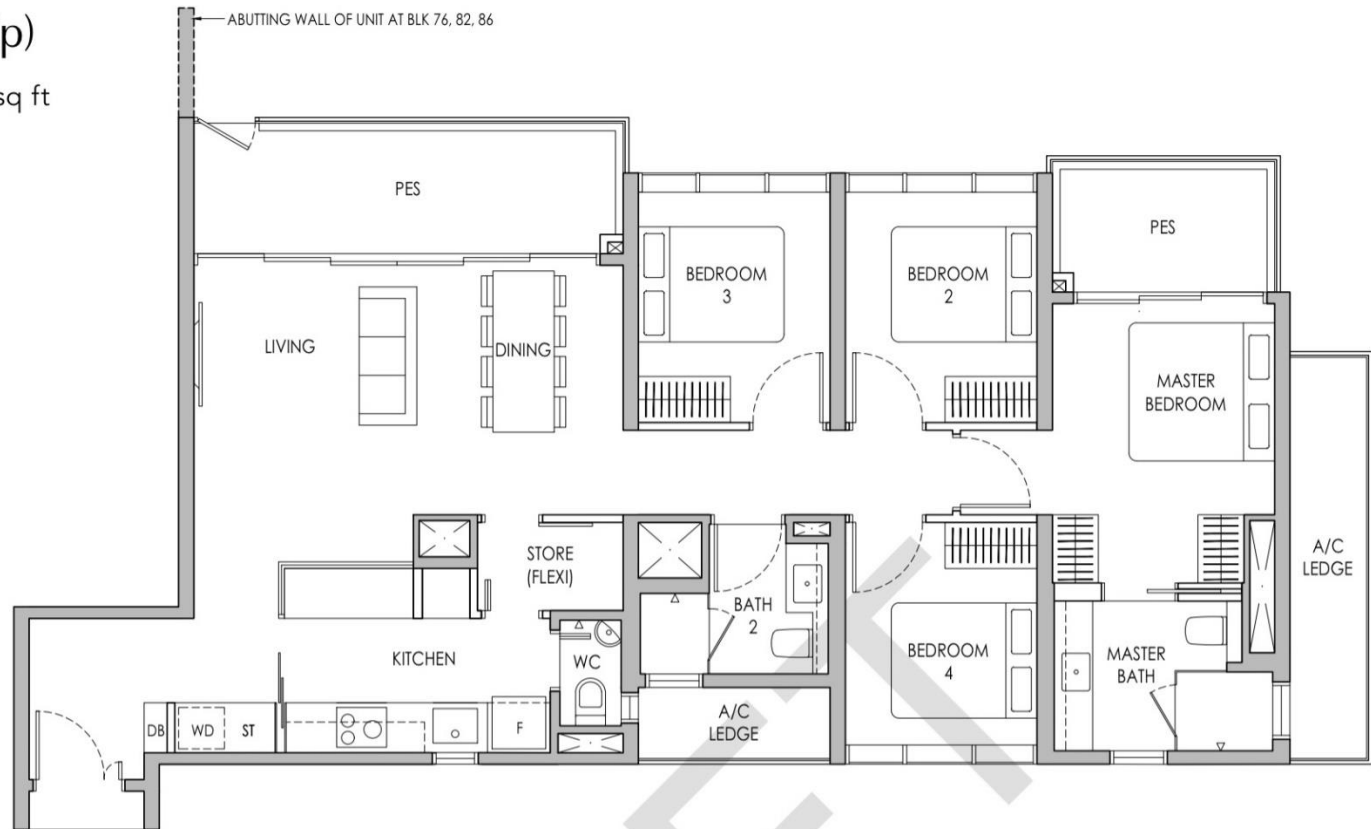 p)
sq ft
ABUTTING WALL OF UNIT AT BLK 76, 82, 86
PES
PES
BEDROOM
3
BEDROOM
2
LIVING
DINING
MASTER
BEDROOM
STORE
(FLEXI)
A/C
LEDGE
BATH
2
KITCHEN
WC
BEDROOM
4
MASTER
BATH
DB
WD
ST
F
A/C
LEDGE